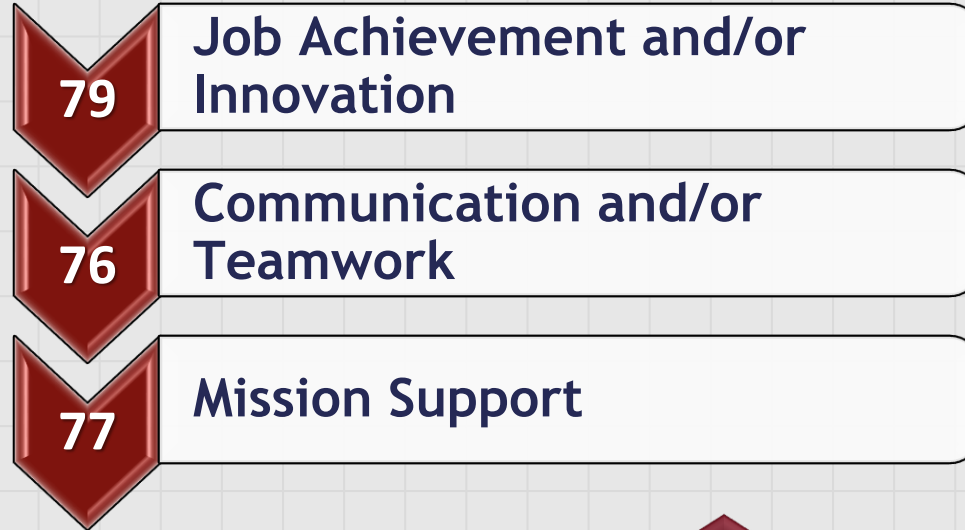 79
Job Achievement and/or
Innovation
76
Communication and/or
Teamwork
77
Mission Support